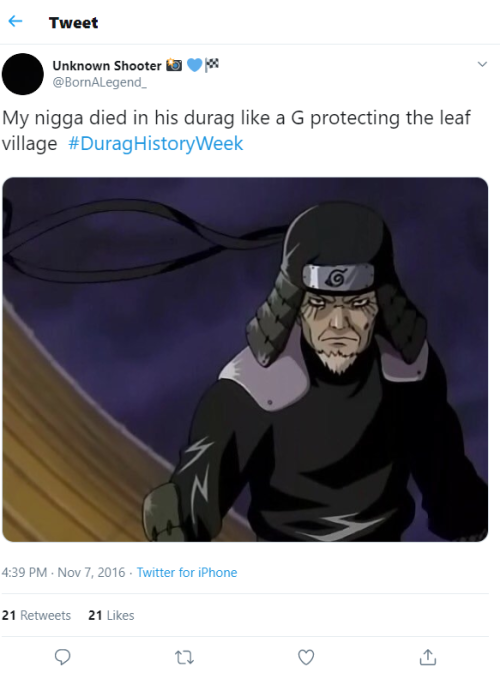 Tweet
Unknown Shooter 📷 💙 🏁
@BornALegend_
My nigga died in his durag like a G protecting the leaf
village #DuragHistoryWeek
4:39 PM · Nov 7, 2016 · Twitter for iPhone
21 Retweets 21 Likes